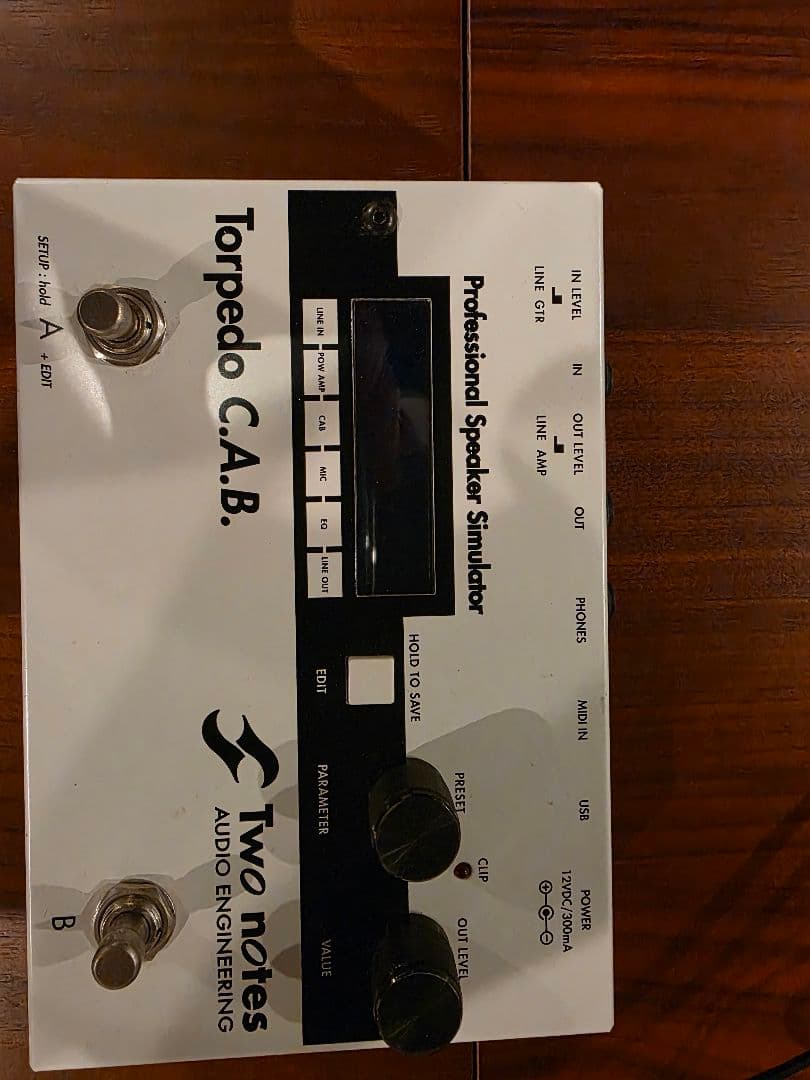 IN LEVEL
LINE GTR
IN
OUT LEVEL
LINE AMP
OUT
PHONES
MIDI IN
USB
POWER
12VDC/300mA
Professional Speaker Simulator
HOLD TO SAVE
PRESET
CLIP
OUT LEVEL
LINE IN
POW AMP
CAB
MIC
EQ
LINE OUT
EDIT
PARAMETER
VALUE
Torpedo C.A.B.
Two notes
AUDIO ENGINEERING
A
B
SETUP : hold A + EDIT